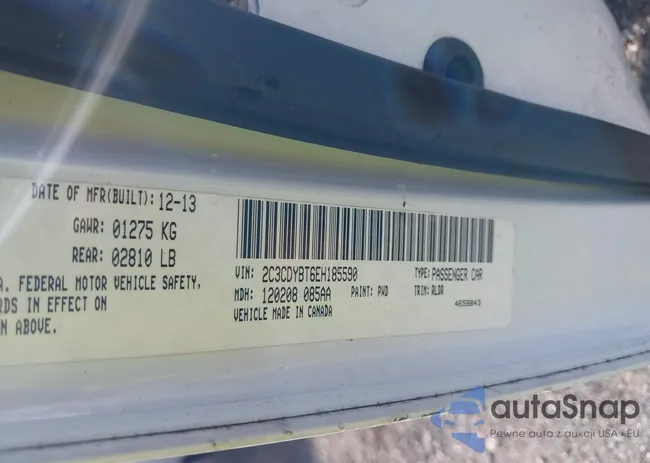 DATE OF MFR(BUILT): 12-13
GAWR: 01275 KG
REAR: 02810 LB
A. FEDERAL MOTOR VEHICLE SAFETY,
RDS IN EFFECT ON
N ABOVE.
VIN: 2C3CDYBT6EH185590 TYPE: PASSENGER CAR
MDH: 120208 085AA PAINT: PWD TRIM: RLDR
VEHICLE MADE IN CANADA 4658043
autaSnap
Pewne auta z aukcji USA i EU